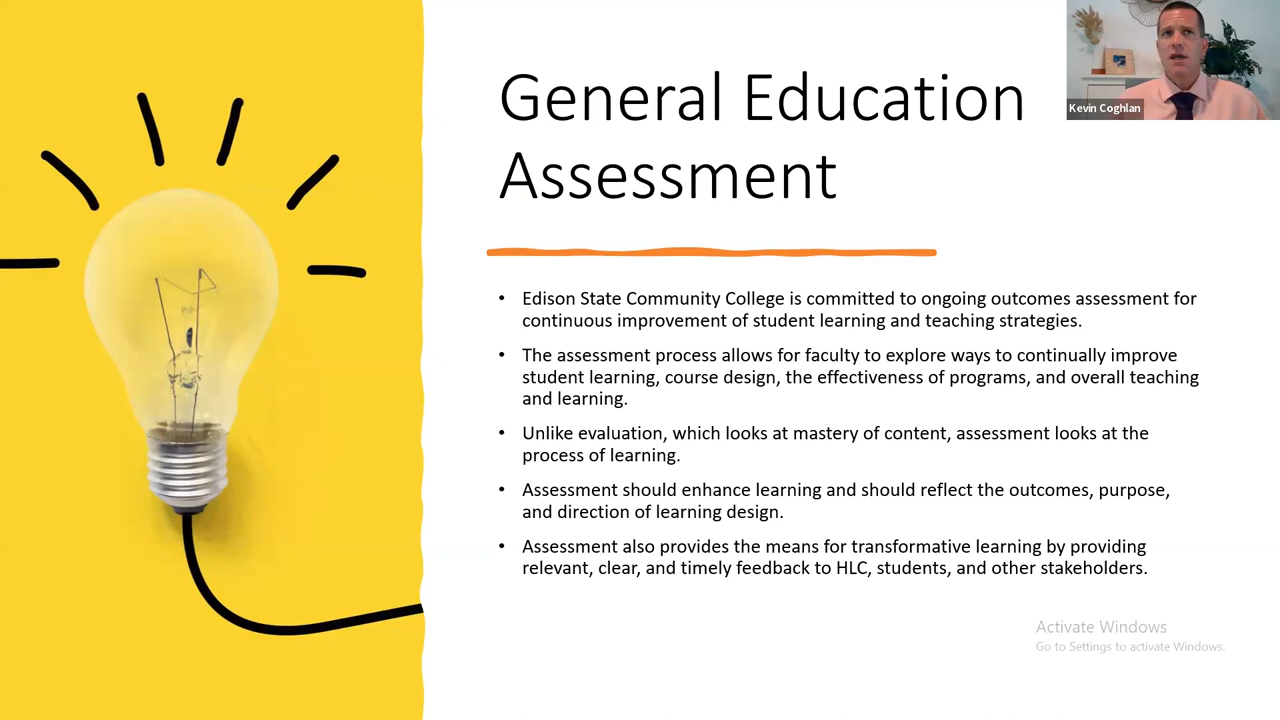 General Education
Assessment
Kevin Coghlan
• Edison State Community College is committed to ongoing outcomes assessment for
continuous improvement of student learning and teaching strategies.
• The assessment process allows for faculty to explore ways to continually improve
student learning, course design, the effectiveness of programs, and overall teaching
and learning.
• Unlike evaluation, which looks at mastery of content, assessment looks at the
process of learning.
• Assessment should enhance learning and should reflect the outcomes, purpose,
and direction of learning design.
• Assessment also provides the means for transformative learning by providing
relevant, clear, and timely feedback to HLC, students, and other stakeholders.
Activate Windows
Go to Settings to activate Windows.